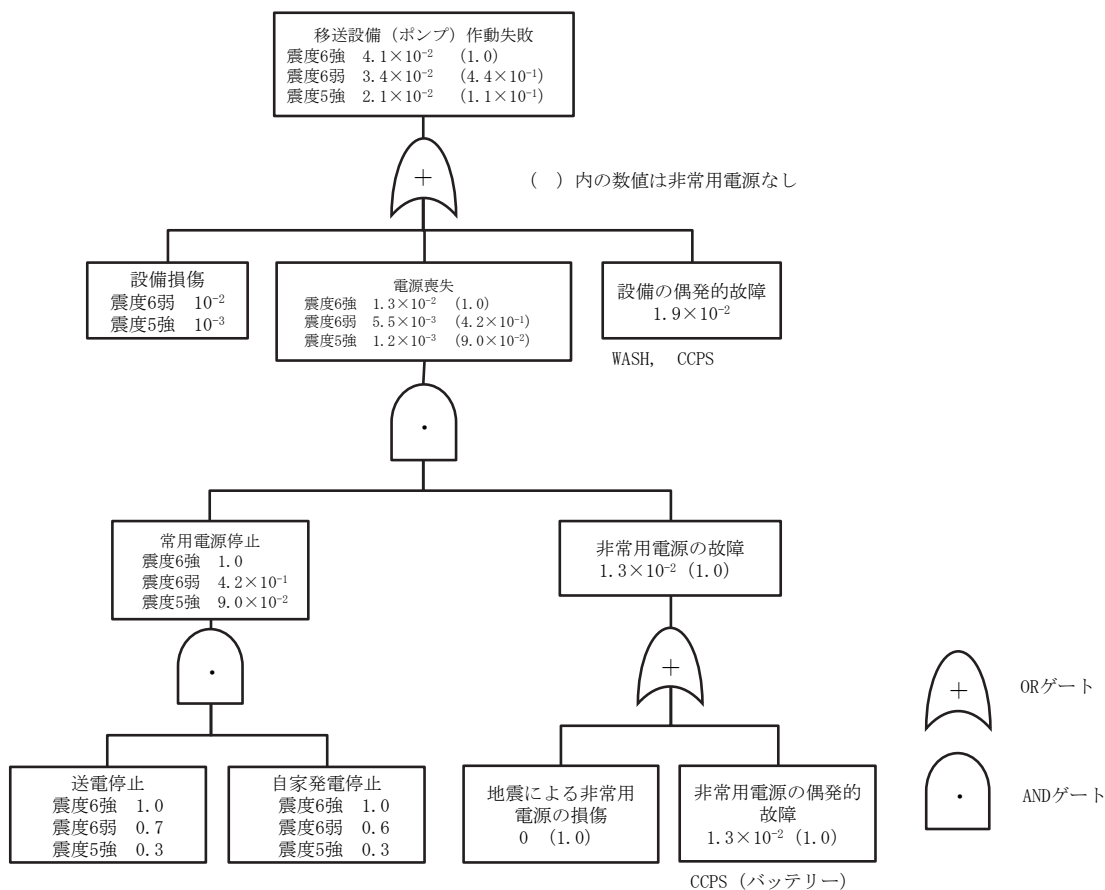 移送設備（ポンプ）作動失敗
震度6強 4.1×10⁻² (1.0)
震度6弱 3.4×10⁻² (4.4×10⁻¹)
震度5強 2.1×10⁻² (1.1×10⁻¹)
+
（ ）内の数値は非常用電源なし
設備損傷
震度6弱 10⁻²
震度5強 10⁻³
電源喪失
震度6強 1.3×10⁻² (1.0)
震度6弱 5.5×10⁻³ (4.2×10⁻¹)
震度5強 1.2×10⁻³ (9.0×10⁻²)
設備の偶発的故障
1.9×10⁻²
WASH, CCPS
・
常用電源停止
震度6強 1.0
震度6弱 4.2×10⁻¹
震度5強 9.0×10⁻²
非常用電源の故障
1.3×10⁻² (1.0)
・
+
送電停止
震度6強 1.0
震度6弱 0.7
震度5強 0.3
自家発電停止
震度6強 1.0
震度6弱 0.6
震度5強 0.3
地震による非常用
電源の損傷
0 (1.0)
非常用電源の偶発的
故障
1.3×10⁻² (1.0)
CCPS（バッテリー）
+
ORゲート
・
ANDゲート